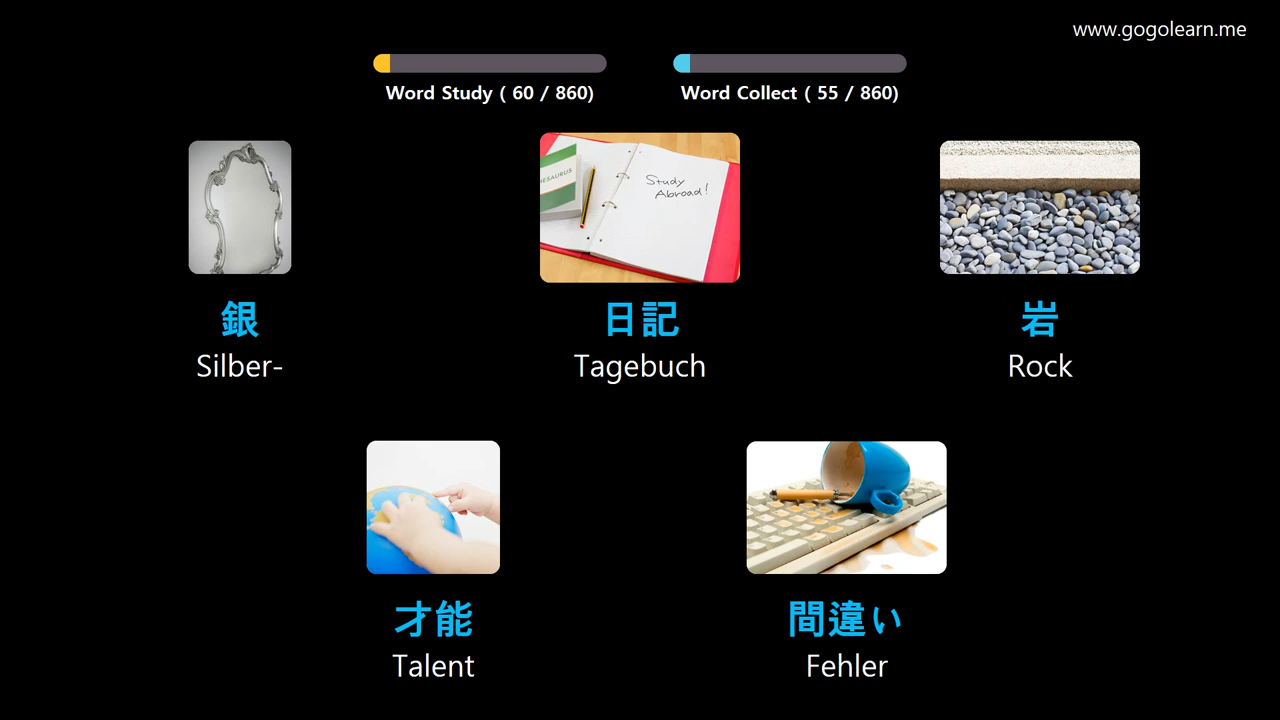 www.gogolearn.me
Word Study ( 60 / 860)
Word Collect ( 55 / 860)
ESAURUS
Study
Abroad!
銀
Silber-
日記
Tagebuch
岩
Rock
才能
Talent
間違い
Fehler